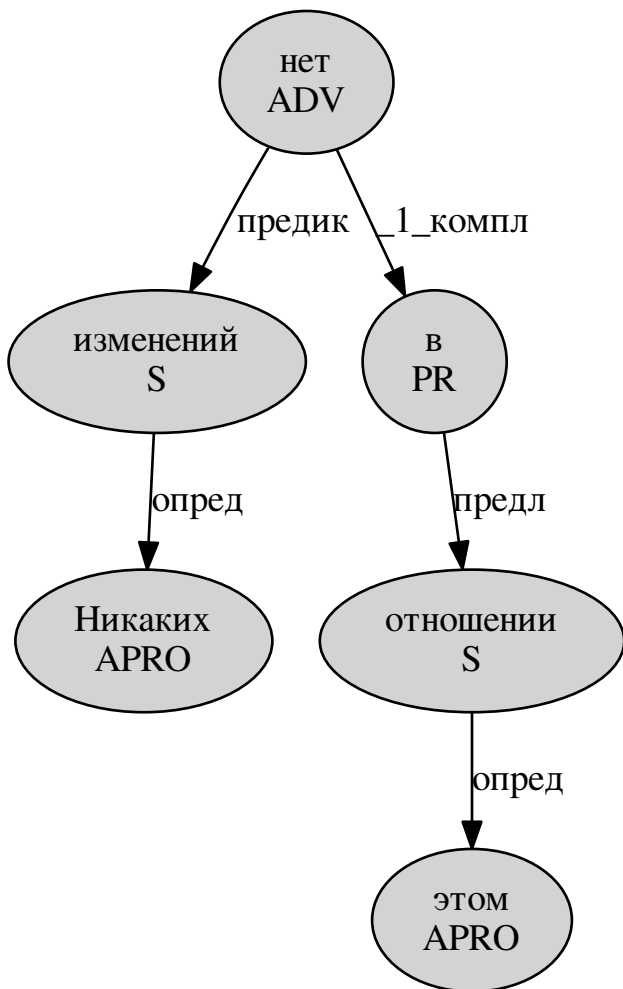 нет
ADV
предик
_1_компл
изменений
S
в
PR
опред
предл
Никаких
APRO
отношении
S
опред
этом
APRO